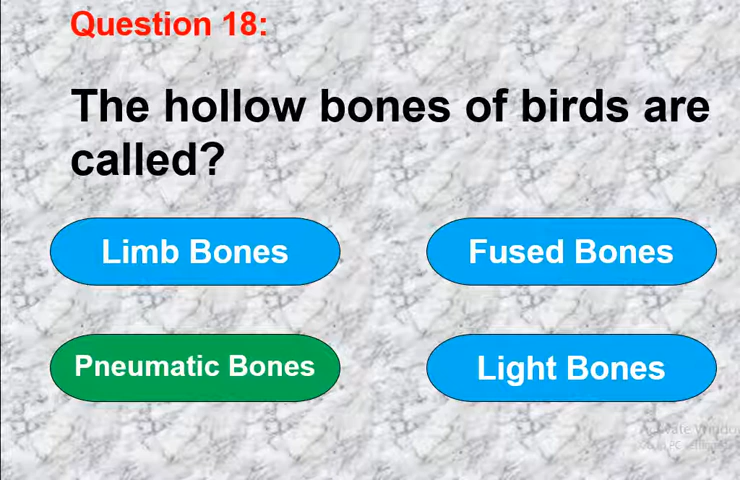 Question 18:
The hollow bones of birds are
called?
Limb Bones
Fused Bones
Pneumatic Bones
Light Bones